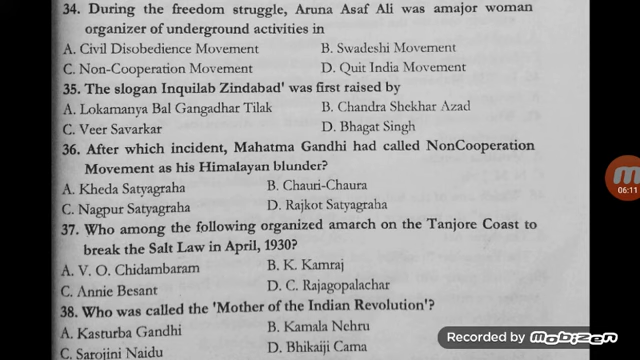 34. During the freedom struggle, Aruna Asaf Ali was amajor woman
organizer of underground activities in
A. Civil Disobedience Movement B. Swadeshi Movement
C. Non-Cooperation Movement D. Quit India Movement
35. The slogan Inquilab Zindabad' was first raised by
A. Lokamanya Bal Gangadhar Tilak B. Chandra Shekhar Azad
C. Veer Savarkar D. Bhagat Singh
36. After which incident, Mahatma Gandhi had called NonCooperation
Movement as his Himalayan blunder?
A. Kheda Satyagraha B. Chauri-Chaura
C. Nagpur Satyagraha D. Rajkot Satyagraha
37. Who among the following organized amarch on the Tanjore Coast to
break the Salt Law in April, 1930?
A. V. O. Chidambaram B. K. Kamraj
C. Annie Besant D. C. Rajagopalachar
38. Who was called the 'Mother of the Indian Revolution'?
A. Kasturba Gandhi B. Kamala Nehru
C. Sarojini Naidu D. Bhikaiji Cama
06:11
Recorded by mobizen